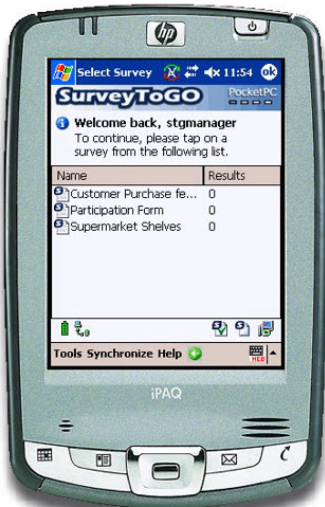 hp
Select Survey 11:54 ok
SurveyToGO PocketPC
Welcome back, stgmanager
To continue, please tap on a
survey from the following list.
Name Results
Customer Purchase fe... 0
Participation Form 0
Supermarket Shelves 0
Tools Synchronize Help
iPAQ